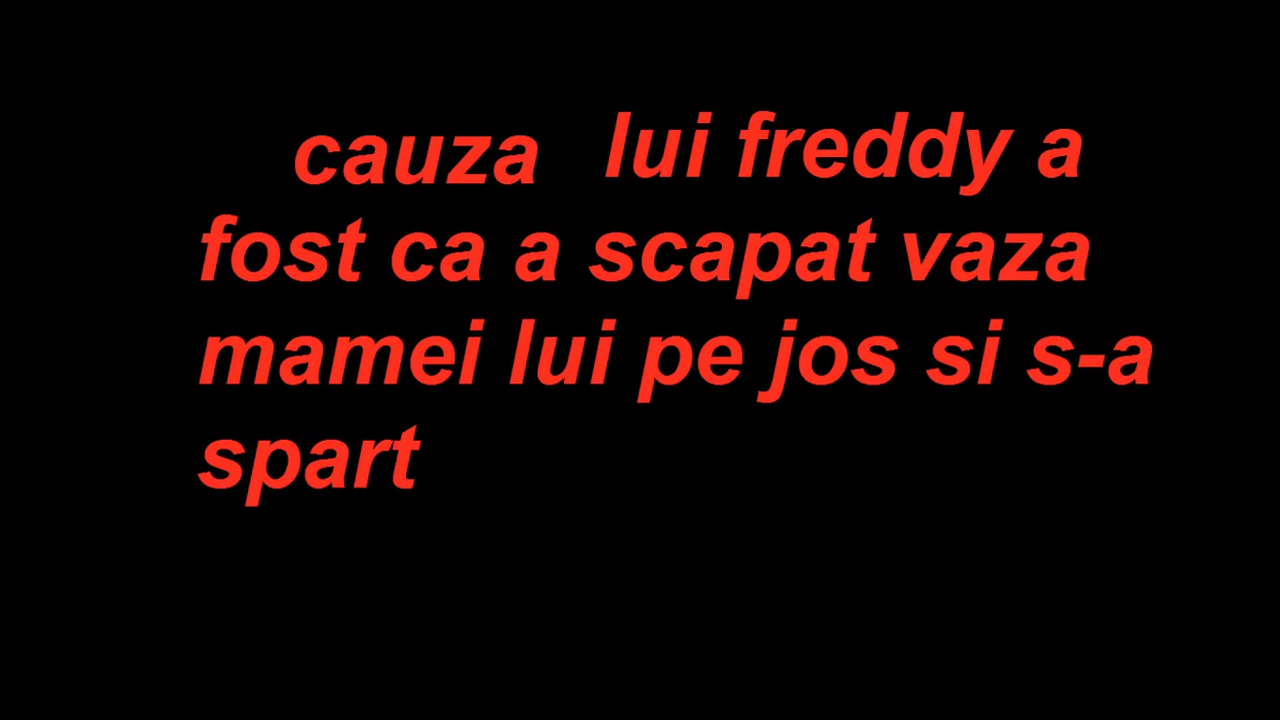 cauza lui freddy a
fost ca a scapat vaza
mamei lui pe jos si s-a
spart